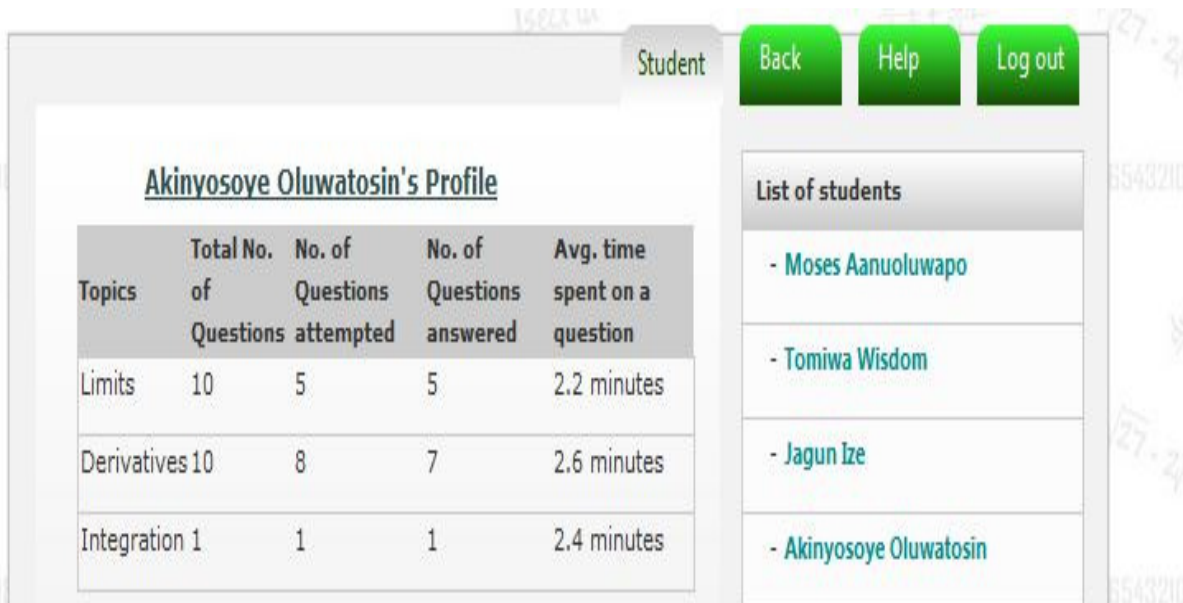 Student Back Help Log out
Akinyosoye Oluwatosin's Profile
Topics
Total No.
of
Questions
No. of
Questions
attempted
No. of
Questions
answered
Avg. time
spent on a
question
Limits 10 5 5 2.2 minutes
Derivatives 10 8 7 2.6 minutes
Integration 1 1 1 2.4 minutes
List of students
- Moses Aanuoluwapo
- Tomiwa Wisdom
- Jagun Ize
- Akinyosoye Oluwatosin